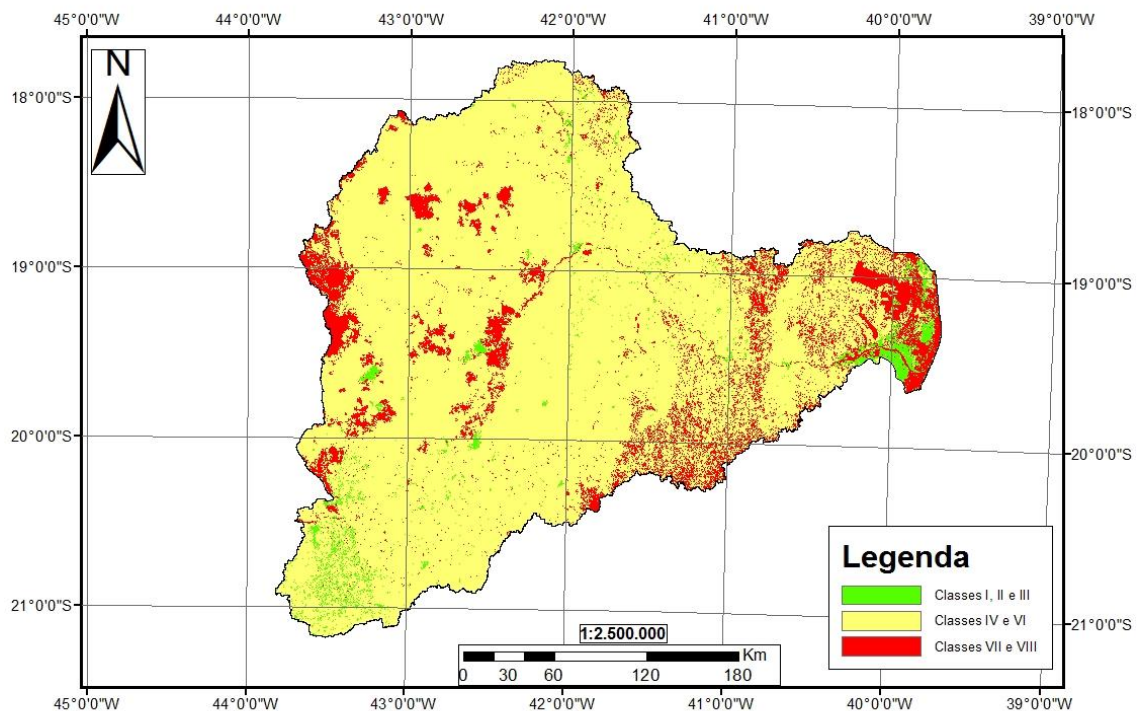 45°0'0"W 44°0'0"W 43°0'0"W 42°0'0"W 41°0'0"W 40°0'0"W 39°0'0"W
N
18°0'0"S 18°0'0"S
19°0'0"S 19°0'0"S
20°0'0"S 20°0'0"S
21°0'0"S 21°0'0"S
Legenda
Classes I, II e III
Classes IV e VI
Classes VII e VIII
1:2.500.000
Km
0 30 60 120 180
45°0'0"W 44°0'0"W 43°0'0"W 42°0'0"W 41°0'0"W 40°0'0"W 39°0'0"W